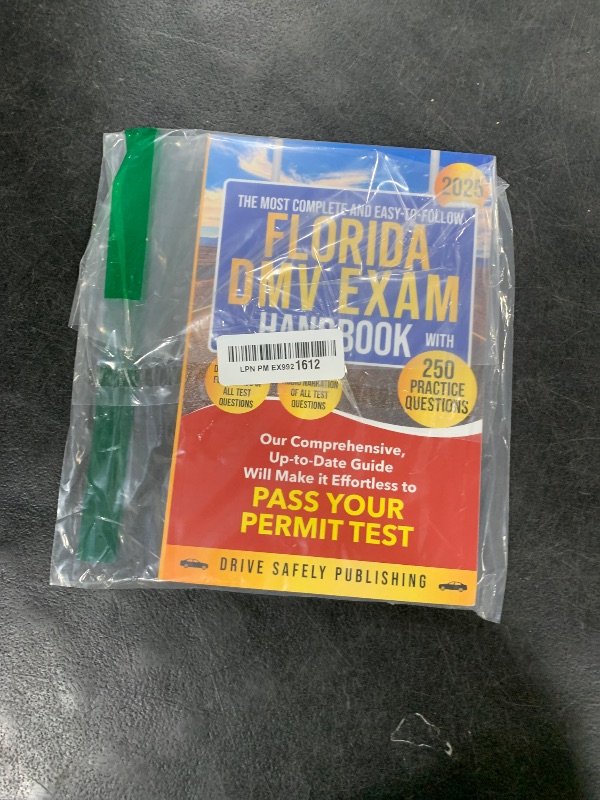 2025
THE MOST COMPLETE AND EASY-TO-FOLLOW
FLORIDA
DMV EXAM
HANDBOOK WITH
LPN PM EX9921612
250
PRACTICE
QUESTIONS
OF
ALL TEST
QUESTIONS
NARRATION
OF ALL TEST
QUESTIONS
Our Comprehensive,
Up-to-Date Guide
Will Make it Effortless to
PASS YOUR
PERMIT TEST
DRIVE SAFELY PUBLISHING